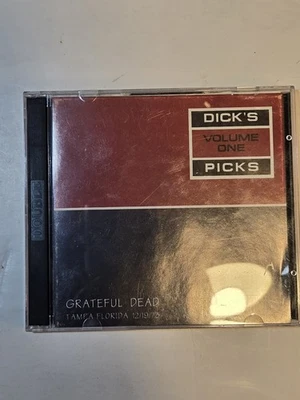 DICK'S
VOLUME
ONE
PICKS
GRATEFUL DEAD
TAMPA FLORIDA 12/19/73